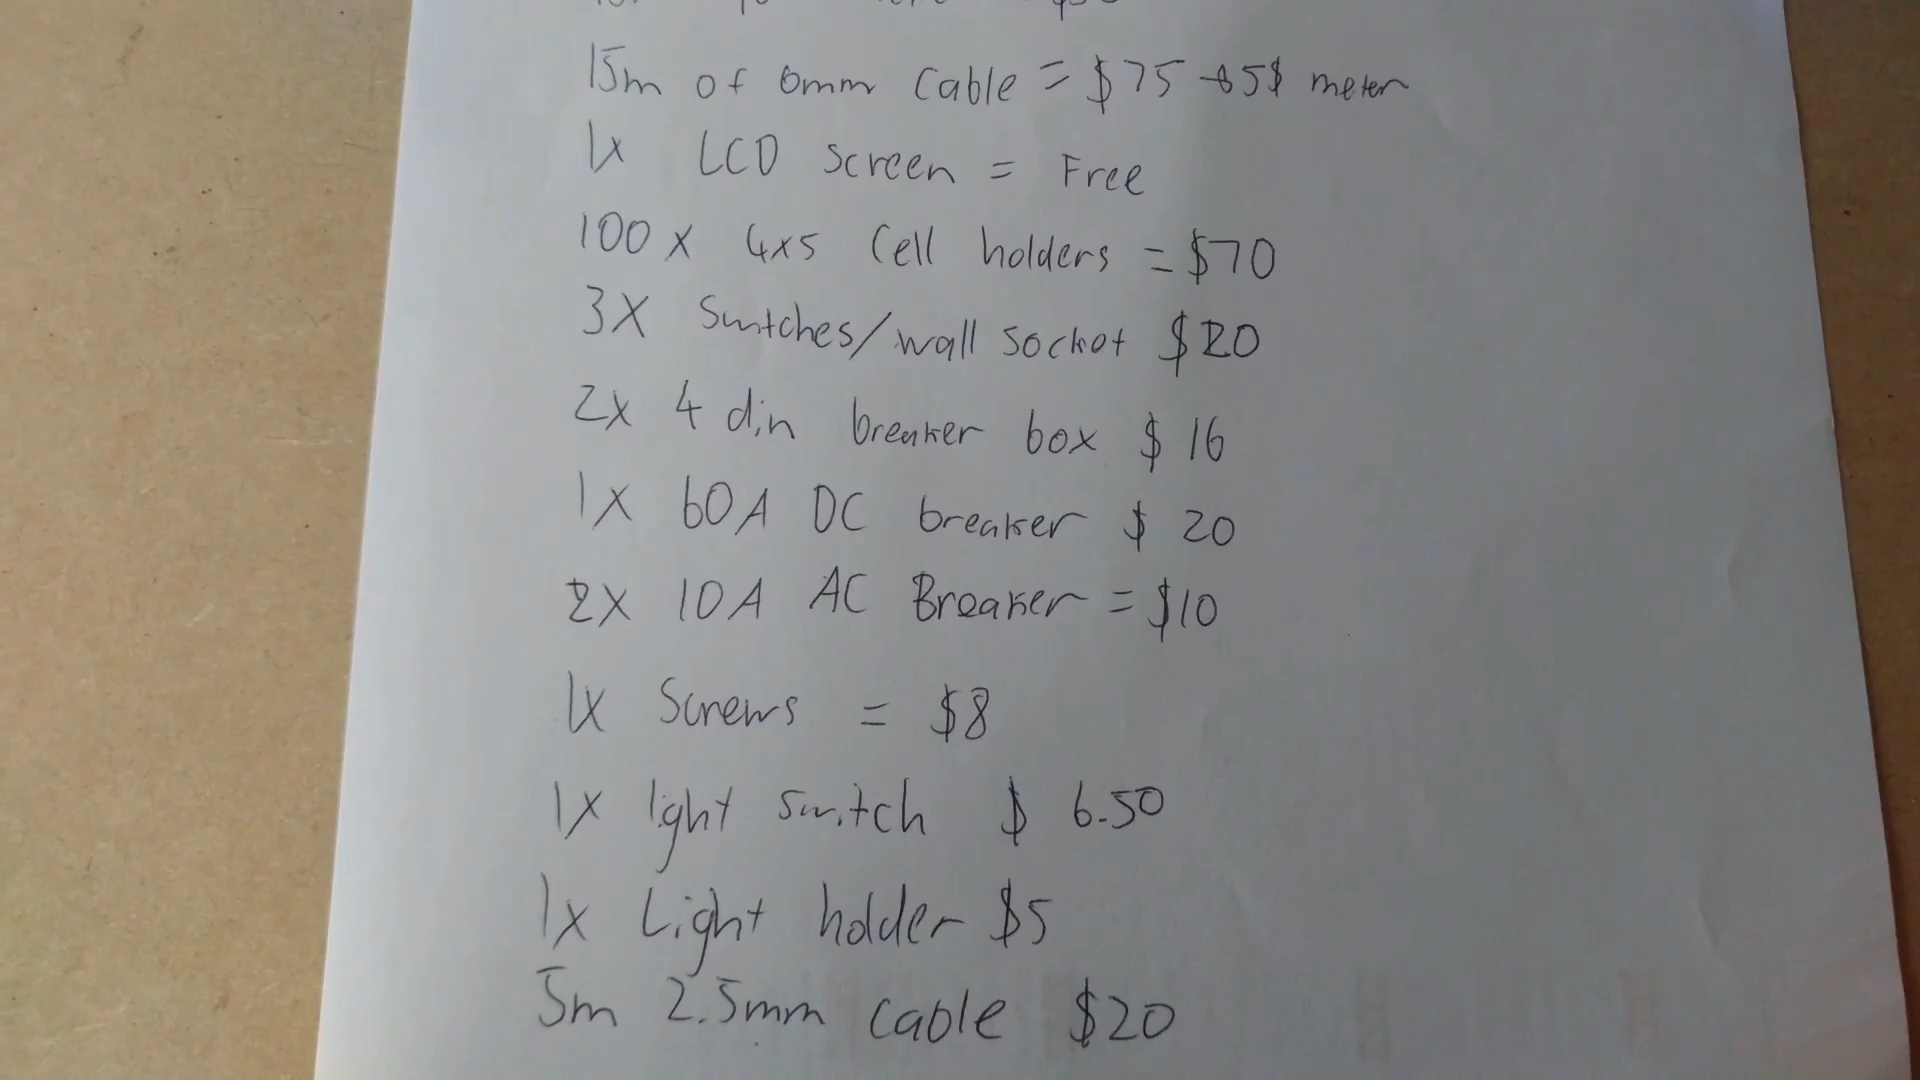 15m of 6mm Cable = $75 5$ meter
1x LCD Screen = Free
100 x 4x5 Cell holders = $70
3X Switches/wall socket $20
2x 4 din breaker box $ 16
1X 60A DC breaker $ 20
2X 10A AC Breaker = $10
1x Screws = $8
1X light switch $ 6.50
1x Light holder $5
5m 2.5mm cable $20